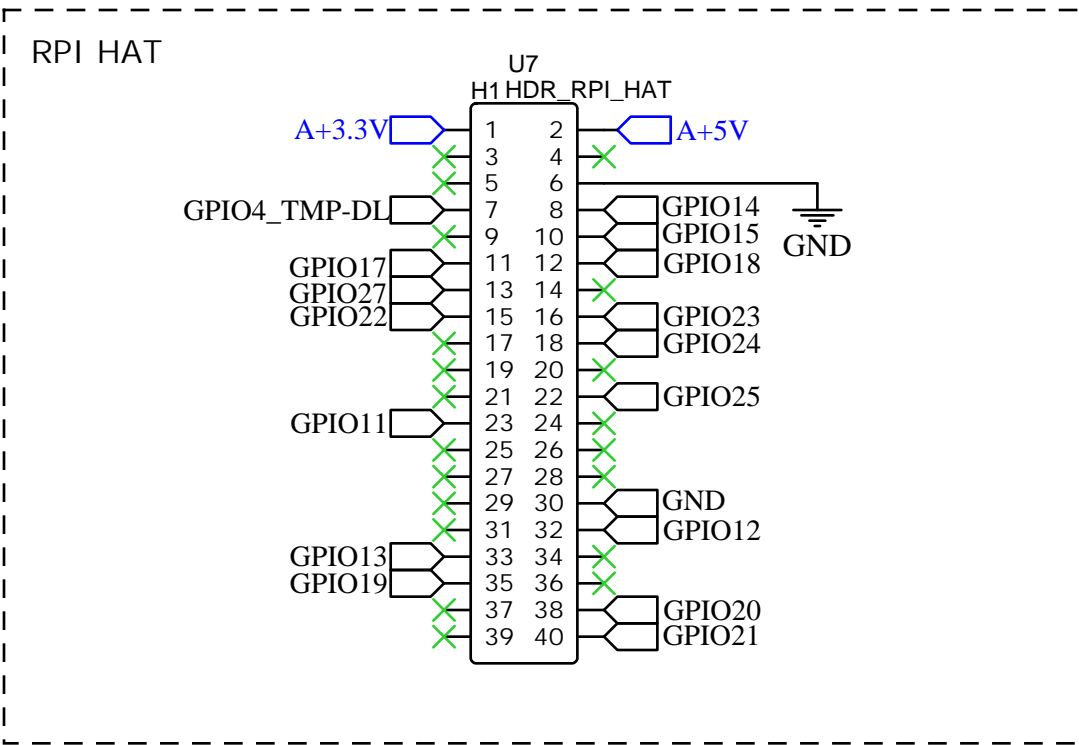 RPI HAT
U7
H1 HDR_RPI_HAT
A+3.3V 1 2 A+5V
3 4
5 6
GPIO4_TMP-DL 7 8 GPIO14
9 10 GPIO15
GND
GPIO17 11 12 GPIO18
GPIO27 13 14
GPIO22 15 16 GPIO23
17 18 GPIO24
19 20
21 22 GPIO25
GPIO11 23 24
25 26
27 28
29 30 GND
31 32 GPIO12
GPIO13 33 34
GPIO19 35 36
37 38 GPIO20
39 40 GPIO21